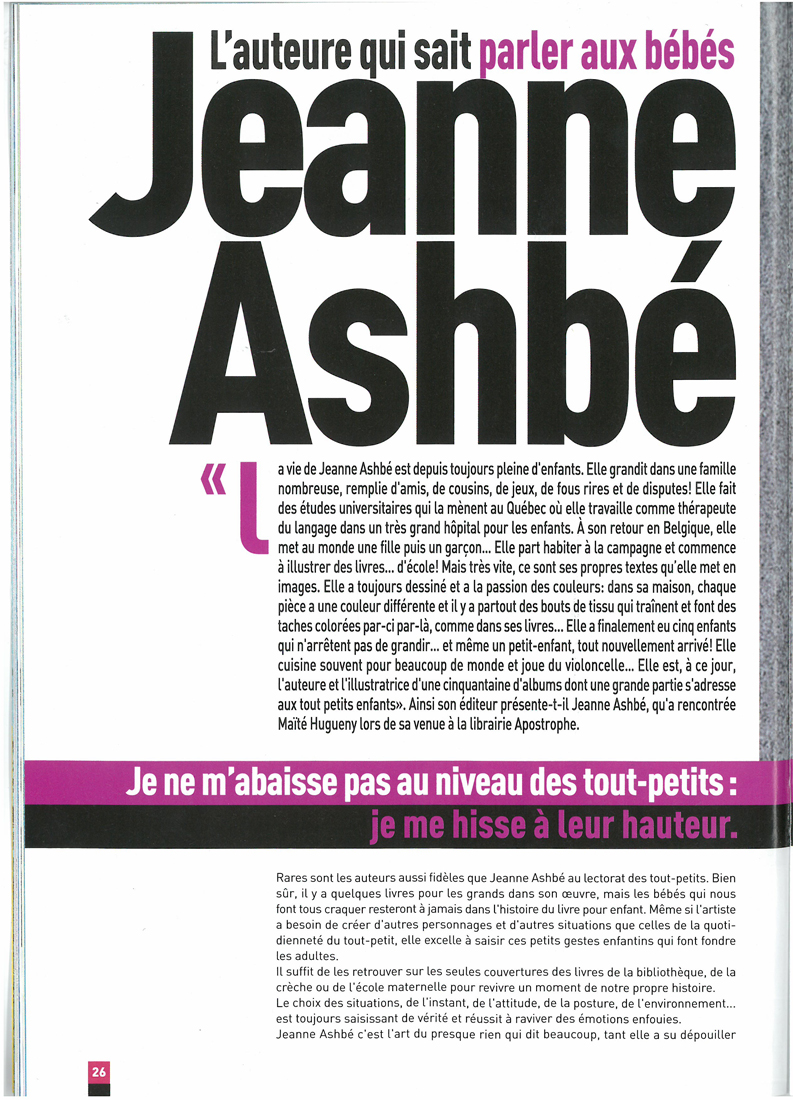 L'auteure qui sait parler aux bébés
Jeanne
Ashbé
« La vie de Jeanne Ashbé est depuis toujours pleine d'enfants. Elle grandit dans une famille
nombreuse, remplie d'amis, de cousins, de jeux, de fous rires et de disputes! Elle fait
des études universitaires qui la mènent au Québec où elle travaille comme thérapeute
du langage dans un très grand hôpital pour les enfants. À son retour en Belgique, elle
met au monde une fille puis un garçon... Elle part habiter à la campagne et commence
à illustrer des livres... d'école! Mais très vite, ce sont ses propres textes qu'elle met en
images. Elle a toujours dessiné et a la passion des couleurs: dans sa maison, chaque
pièce a une couleur différente et il y a partout des bouts de tissu qui traînent et font des
taches colorées par-ci par-là, comme dans ses livres... Elle a finalement eu cinq enfants
qui n'arrêtent pas de grandir... et même un petit-enfant, tout nouvellement arrivé! Elle
cuisine souvent pour beaucoup de monde et joue du violoncelle... Elle est, à ce jour,
l'auteure et l'illustratrice d'une cinquantaine d'albums dont une grande partie s'adresse
aux tout petits enfants». Ainsi son éditeur présente-t-il Jeanne Ashbé, qu'a rencontrée
Maïté Hugueny lors de sa venue à la librairie Apostrophe.
Je ne m'abaisse pas au niveau des tout-petits :
je me hisse à leur hauteur.
Rares sont les auteurs aussi fidèles que Jeanne Ashbé au lectorat des tout-petits. Bien
sûr, il y a quelques livres pour les grands dans son œuvre, mais les bébés qui nous
font tous craquer resteront à jamais dans l'histoire du livre pour enfant. Même si l'artiste
a besoin de créer d'autres personnages et d'autres situations que celles de la quoti-
dienneté du tout-petit, elle excelle à saisir ces petits gestes enfantins qui font fondre
les adultes.
Il suffit de les retrouver sur les seules couvertures des livres de la bibliothèque, de la
crèche ou de l'école maternelle pour revivre un moment de notre propre histoire.
Le choix des situations, de l'instant, de l'attitude, de la posture, de l'environnement...
est toujours saisissant de vérité et réussit à raviver des émotions enfouies.
Jeanne Ashbé c'est l'art du presque rien qui dit beaucoup, tant elle a su dépouiller
26